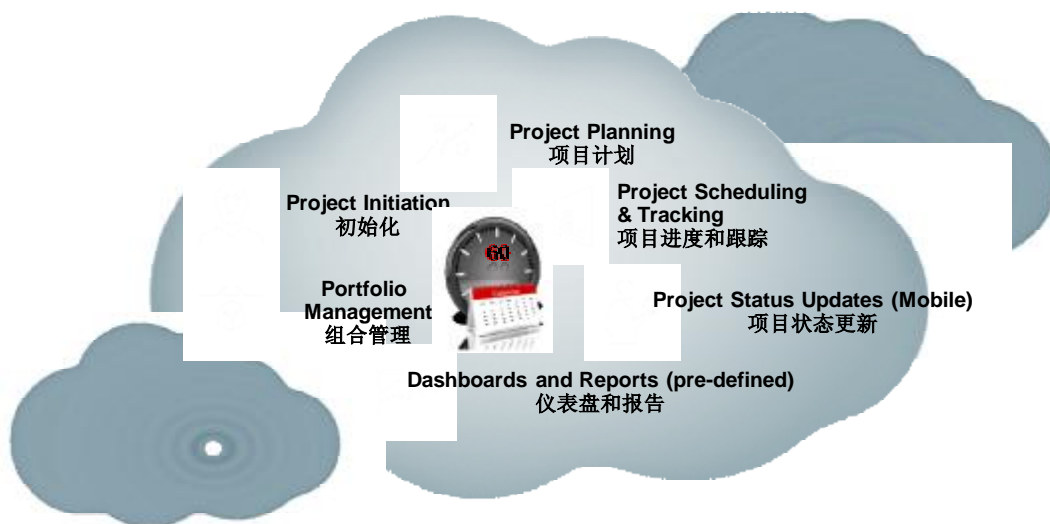 Project Planning
项目计划
Project Initiation
初始化
Project Scheduling
& Tracking
项目进度和跟踪
60
Portfolio
Management
组合管理
Project Status Updates (Mobile)
项目状态更新
Dashboards and Reports (pre-defined)
仪表盘和报告